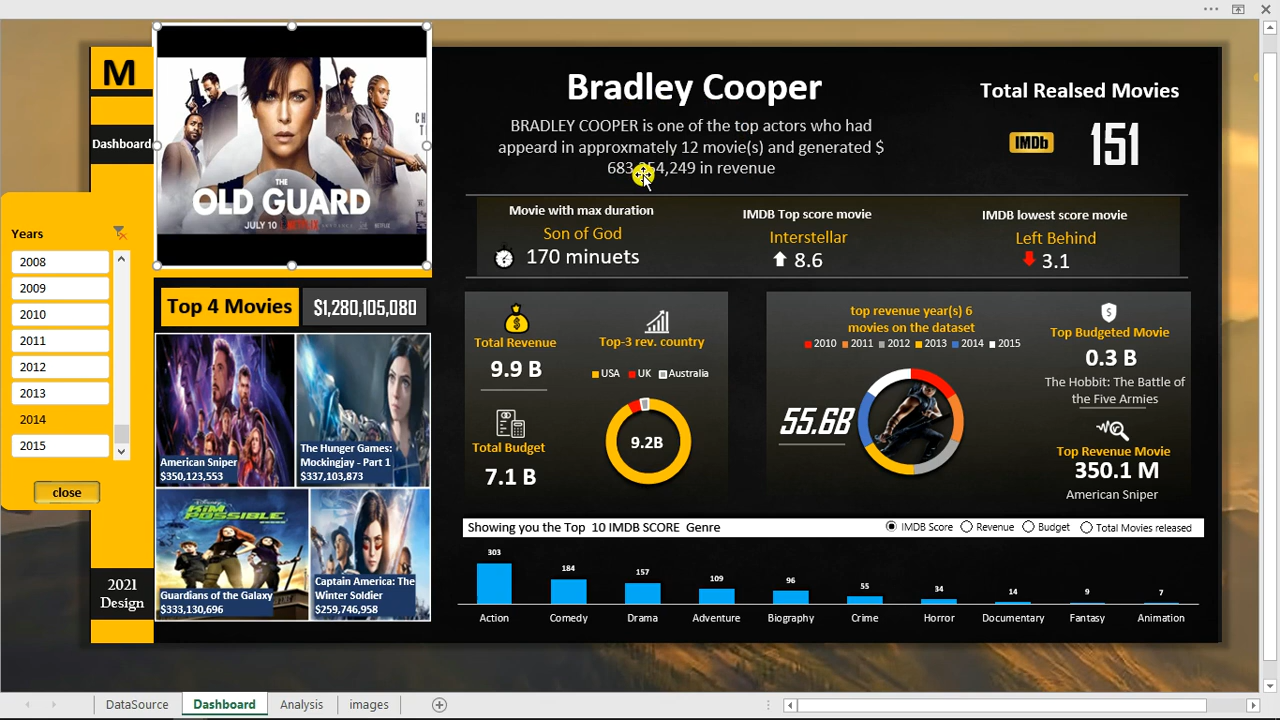 M
Dashboard
THE
OLD GUARD
JULY 10
Bradley Cooper
BRADLEY COOPER is one of the top actors who had
appeard in approxmately 12 movie(s) and generated $
in revenue
Total Realsed Movies
IMDb
151
Movie with max duration
Son of God
170 minuets
IMDB Top score movie
Interstellar
8.6
IMDB lowest score movie
Left Behind
3.1
Years
2008
2009
2010
2011
2012
2013
2014
2015
close
2021
Design
Top 4 Movies
$1,280,105,080
American Sniper
$350,123,553
The Hunger Games:
Mockingjay - Part 1
$337,103,873
KIM
POSSIBLE
Guardians of the Galaxy
$333,130,696
Captain America: The
Winter Soldier
$259,746,958
Total Revenue
9.9 B
Total Budget
7.1 B
Top-3 rev. country
USA UK Australia
9.2B
top revenue year(s) 6
movies on the dataset
2010 2011 2012 2013 2014 2015
55.6B
Top Budgeted Movie
0.3 B
The Hobbit: The Battle of
the Five Armies
Top Revenue Movie
350.1 M
American Sniper
Showing you the Top 10 IMDB SCORE Genre
IMDB Score Revenue Budget Total Movies released
303 184 157 109 96 55 34 14 9 7
Action Comedy Drama Adventure Biography Crime Horror Documentary Fantasy Animation
DataSource Dashboard Analysis images